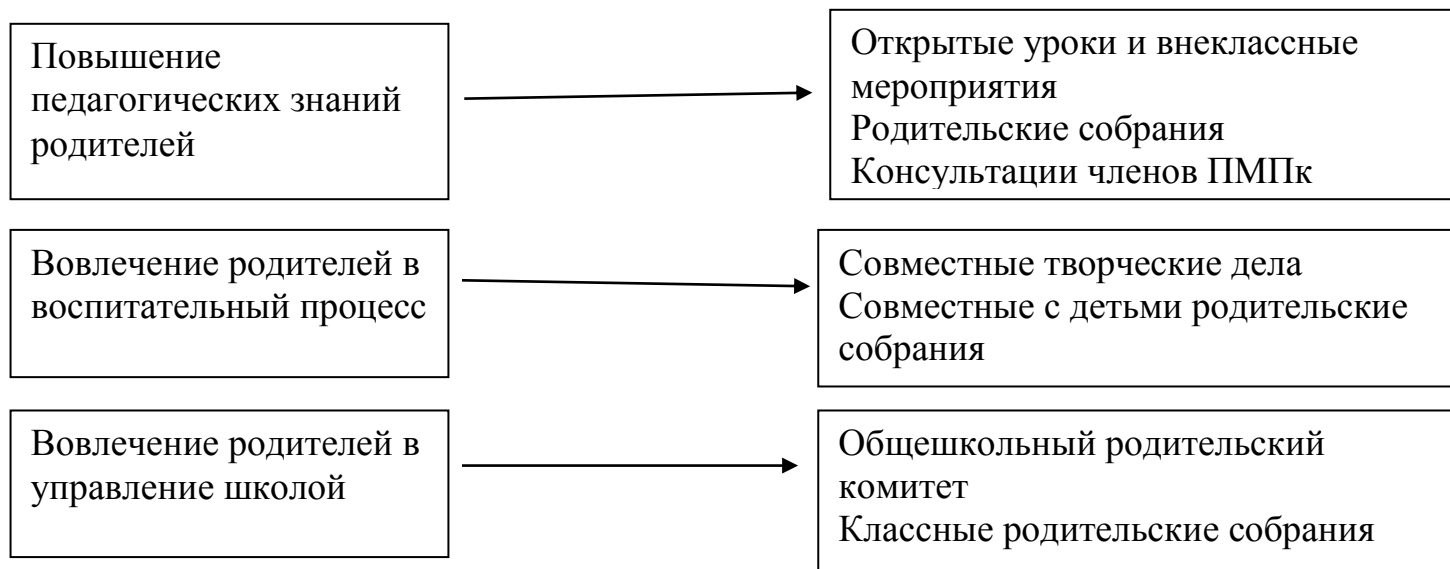 Повышение
педагогических знаний
родителей
Открытые уроки и внеклассные
мероприятия
Родительские собрания
Консультации членов ПМПк
Вовлечение родителей в
воспитательный процесс
Совместные творческие дела
Совместные с детьми родительские
собрания
Вовлечение родителей в
управление школой
Общешкольный родительский
комитет
Классные родительские собрания